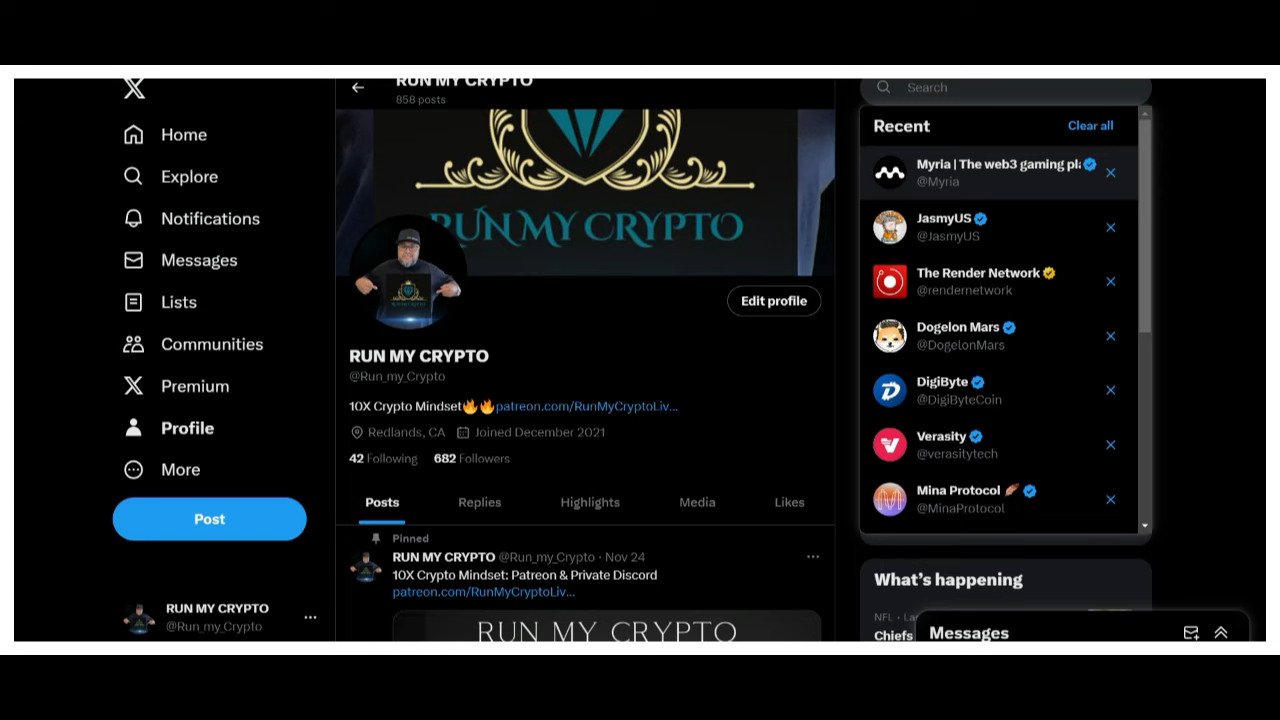 Home
Explore
Notifications
Messages
Lists
Communities
Premium
Profile
More
Post
RUN MY CRYPTO
@Run_my_Crypto
RUN MY CRYPTO
858 posts
RUN MY CRYPTO
Edit profile
RUN MY CRYPTO
@Run_my_Crypto
10X Crypto Mindset🔥🔥patreon.com/RunMyCryptoLiv…
Redlands, CA Joined December 2021
42 Following 682 Followers
Posts Replies Highlights Media Likes
Pinned
RUN MY CRYPTO @Run_my_Crypto · Nov 24
10X Crypto Mindset: Patreon & Private Discord
patreon.com/RunMyCryptoLiv…
RUN MY CRYPTO
Search
Recent Clear all
Myria | The web3 gaming pl
@Myria
JasmyUS
@JasmyUS
The Render Network
@rendernetwork
Dogelon Mars
@DogelonMars
DigiByte
@DigiByteCoin
Verasity
@verasitytech
Mina Protocol 🪶
@MinaProtocol
What's happening
NFL · La
Chiefs
Messages